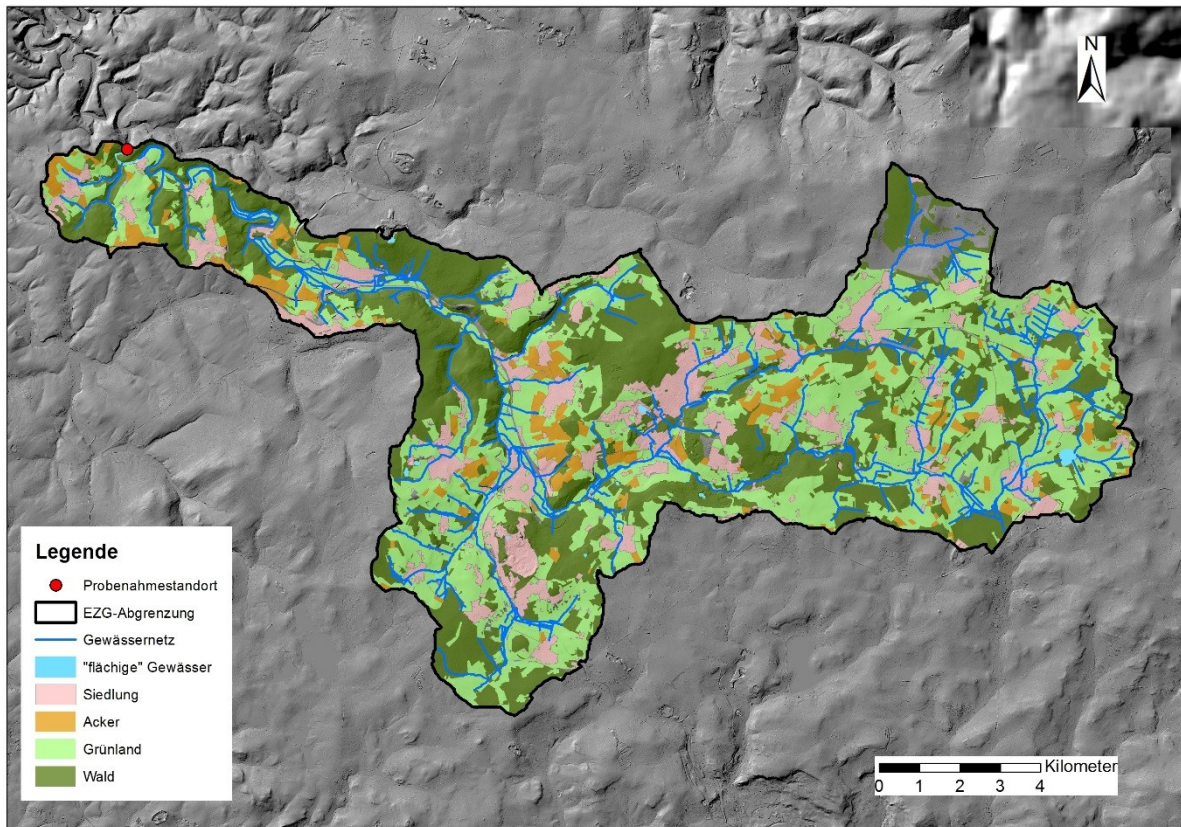 N
Legende
Probenahmestandort
EZG-Abgrenzung
Gewässernetz
"flächige" Gewässer
Siedlung
Acker
Grünland
Wald
Kilometer
0 1 2 3 4